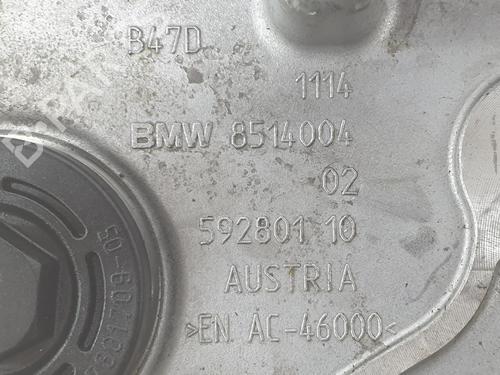 B47D
1114
BMW 8514004
02
592801 10
AUSTRIA
>EN AC-46000<